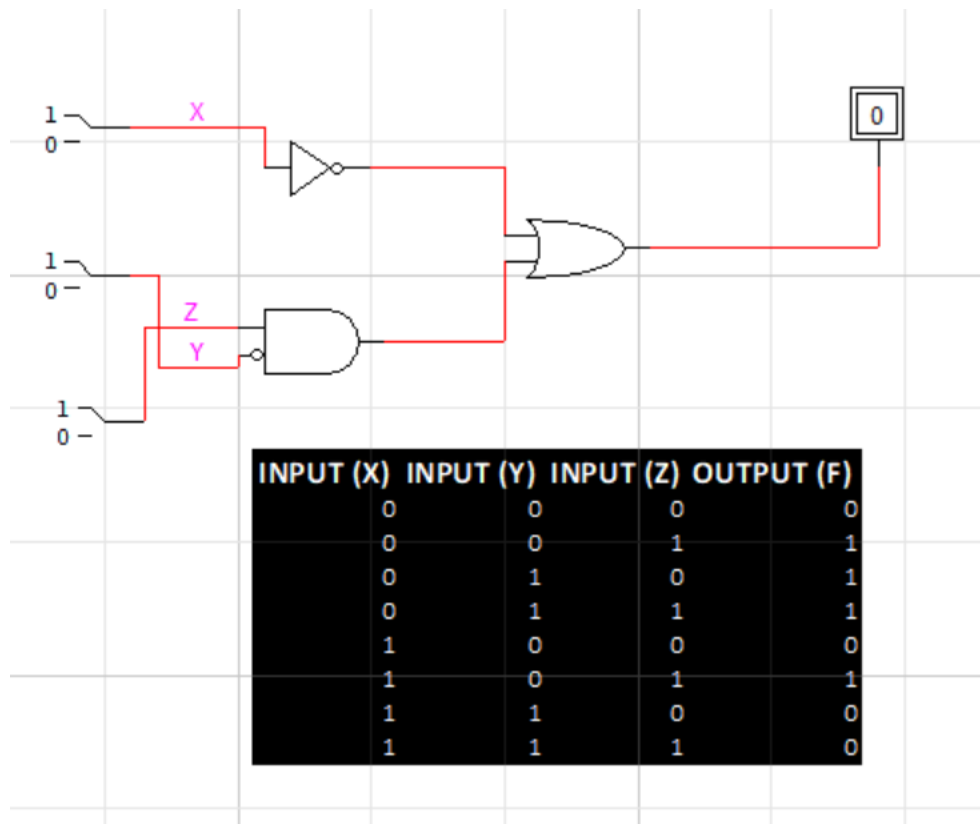 1
X
0
0
1
0
Z
Y
1
0
INPUT (X) INPUT (Y) INPUT (Z) OUTPUT (F)
0 0 0 0
0 0 1 1
0 1 0 1
0 1 1 1
1 0 0 0
1 0 1 1
1 1 0 0
1 1 1 0